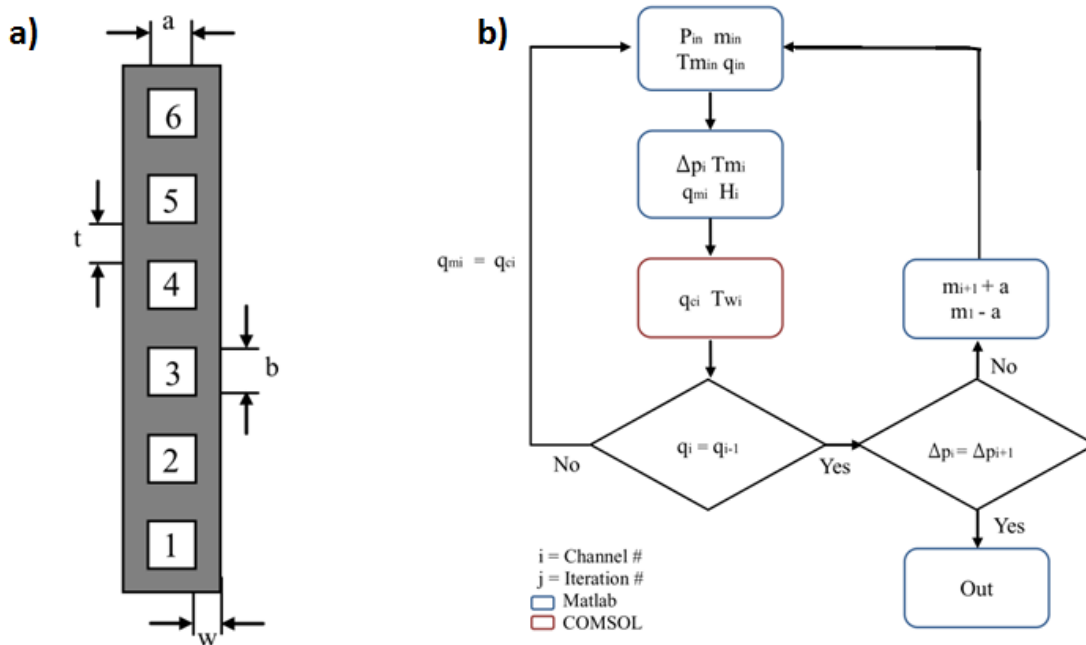 a)
a
6
5
t
4
3
b
2
1
w
b)
Pin min
Tmin qin
Δpi Tmi
qmi Hi
qmi = qci
qci Twi
mi+1 + a
m1 - a
No
qi = qi-1
Δpi = Δpi+1
No
Yes
Yes
i = Channel #
j = Iteration #
Matlab
COMSOL
Out